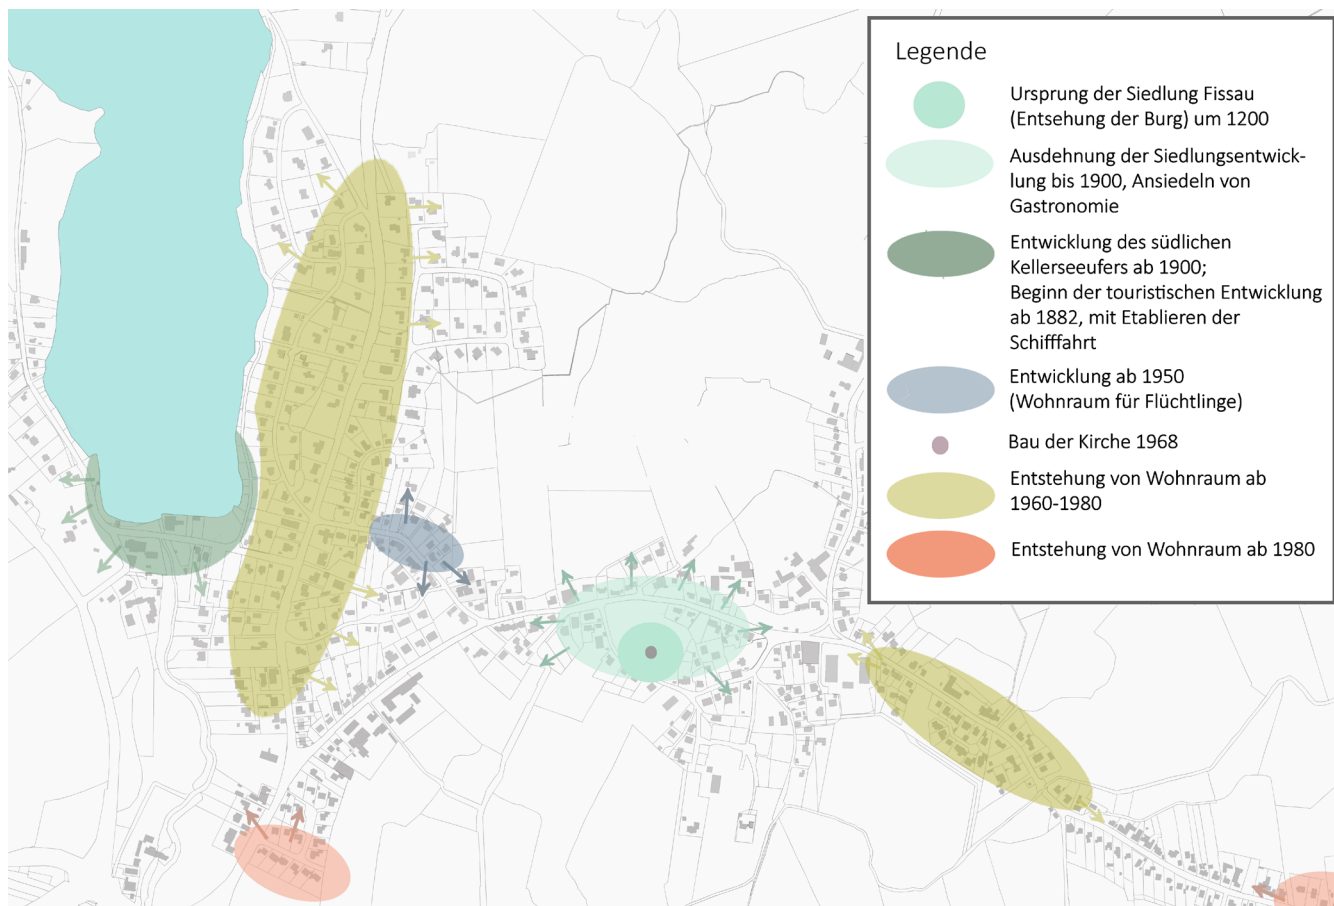 Legende
Ursprung der Siedlung Fissau
(Entsehung der Burg) um 1200
Ausdehnung der Siedlungsentwick-
lung bis 1900, Ansiedeln von
Gastronomie
Entwicklung des südlichen
Kellerseeufers ab 1900;
Beginn der touristischen Entwicklung
ab 1882, mit Etablieren der
Schifffahrt
Entwicklung ab 1950
(Wohnraum für Flüchtlinge)
Bau der Kirche 1968
Entstehung von Wohnraum ab
1960-1980
Entstehung von Wohnraum ab 1980